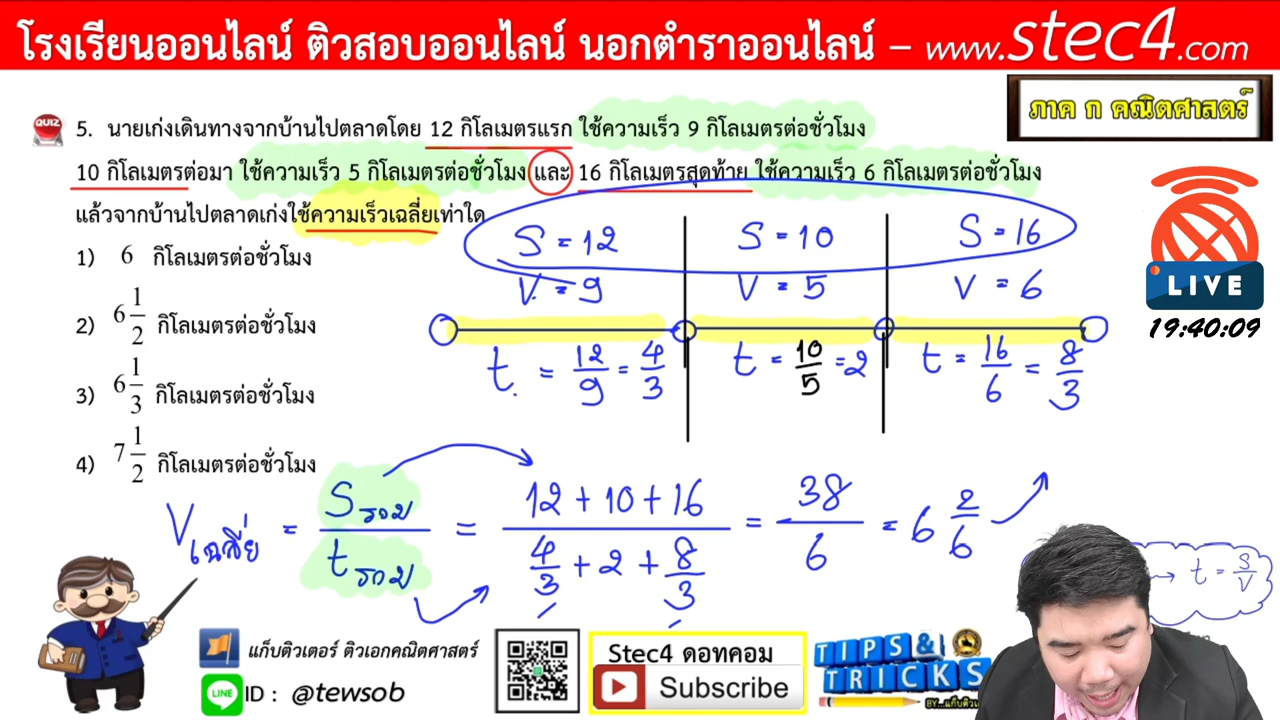 โรงเรียนออนไลน์ ติวสอบออนไลน์ นอกตำราออนไลน์ – www.stec4.com
ภาค ก คณิตศาสตร์
QUIZ
5. นายเก่งเดินทางจากบ้านไปตลาดโดย 12 กิโลเมตรแรก ใช้ความเร็ว 9 กิโลเมตรต่อชั่วโมง
10 กิโลเมตรต่อมา ใช้ความเร็ว 5 กิโลเมตรต่อชั่วโมง และ 16 กิโลเมตรสุดท้าย ใช้ความเร็ว 6 กิโลเมตรต่อชั่วโมง
แล้วจากบ้านไปตลาดเก่งใช้ความเร็วเฉลี่ยเท่าใด
1) 6 กิโลเมตรต่อชั่วโมง
2) 6 1/2 กิโลเมตรต่อชั่วโมง
3) 6 1/3 กิโลเมตรต่อชั่วโมง
4) 7 1/2 กิโลเมตรต่อชั่วโมง
S = 12 S = 10 S = 16
V = 9 V = 5 V = 6
t = 12/9 = 4/3 t = 10/5 = 2 t = 16/6 = 8/3
LIVE
19:40:09
V เฉลี่ย = S รวม / t รวม = (12 + 10 + 16) / (4/3 + 2 + 8/3) = 38/6 = 6 2/6
t = S/V
แก็บติวเตอร์ ติวเอกคณิตศาสตร์
LINE ID : @tewsob
Stec4 ดอทคอม
Subscribe
TIPS &
TRICKS